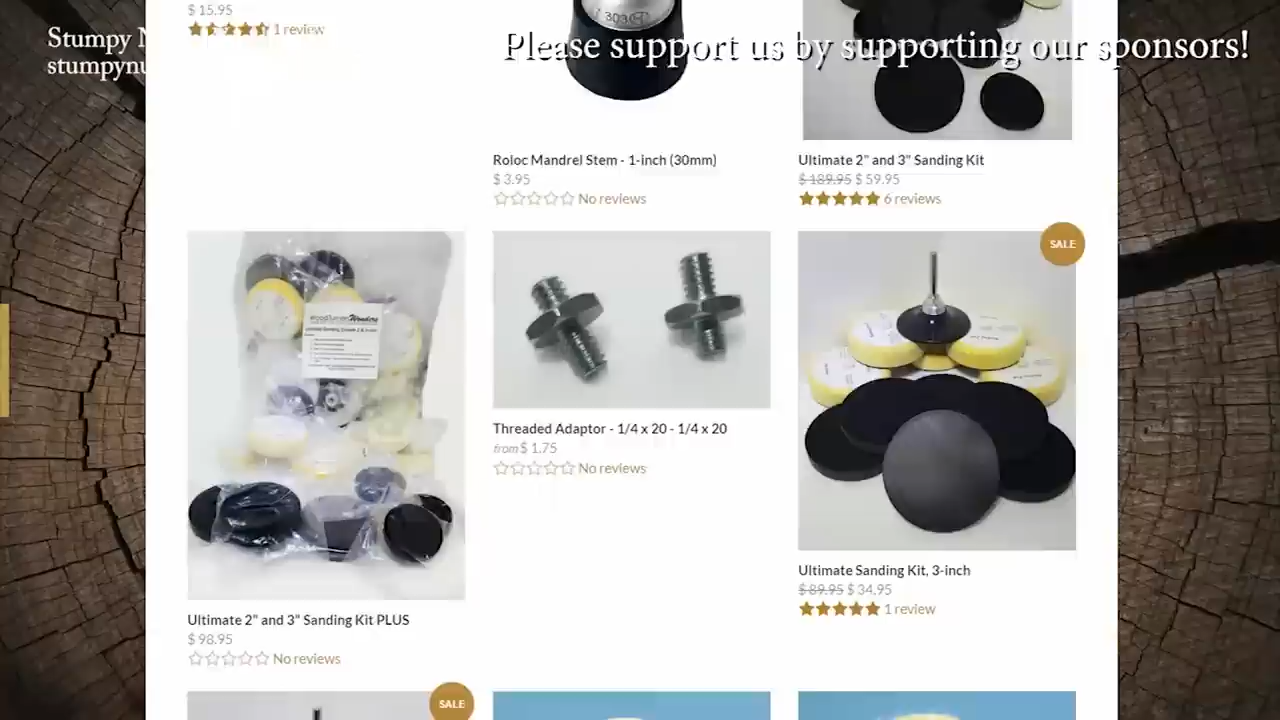 $ 15.95
1 review
Stumpy N
stumpynu
Please support us by supporting our sponsors!
3030
Roloc Mandrel Stem - 1-inch (30mm)
$ 3.95
No reviews
Ultimate 2" and 3" Sanding Kit
$ 189.95 $ 59.95
6 reviews
SALE
WoodTurnersWonders
Threaded Adaptor - 1/4 x 20 - 1/4 x 20
from $ 1.75
No reviews
Ultimate Sanding Kit, 3-inch
$ 89.95 $ 34.95
1 review
Ultimate 2" and 3" Sanding Kit PLUS
$ 98.95
No reviews
SALE